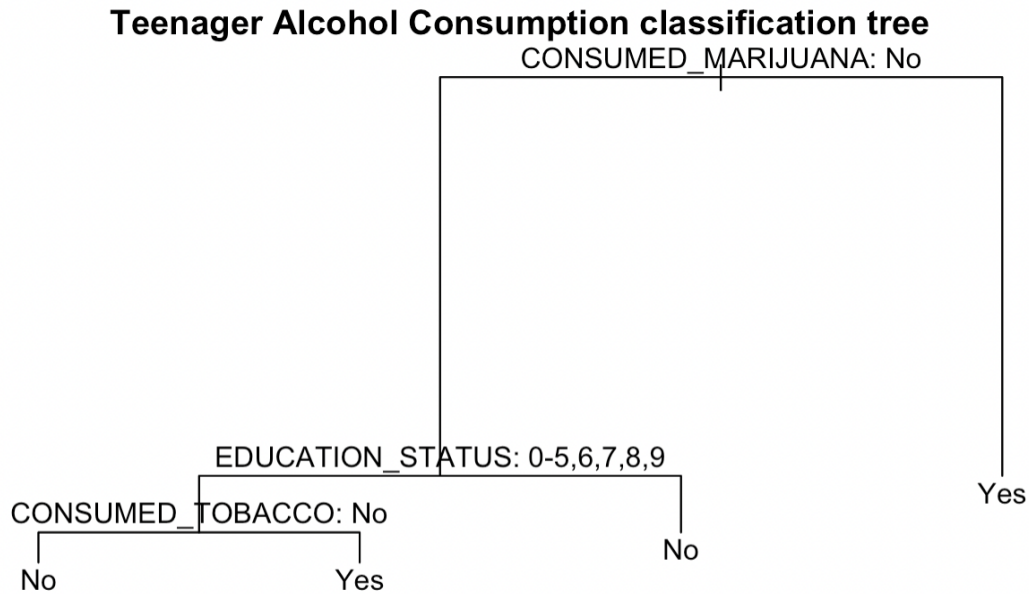 Teenager Alcohol Consumption classification tree
CONSUMED_MARIJUANA: No
EDUCATION_STATUS: 0-5,6,7,8,9
Yes
CONSUMED_TOBACCO: No
No
No
Yes